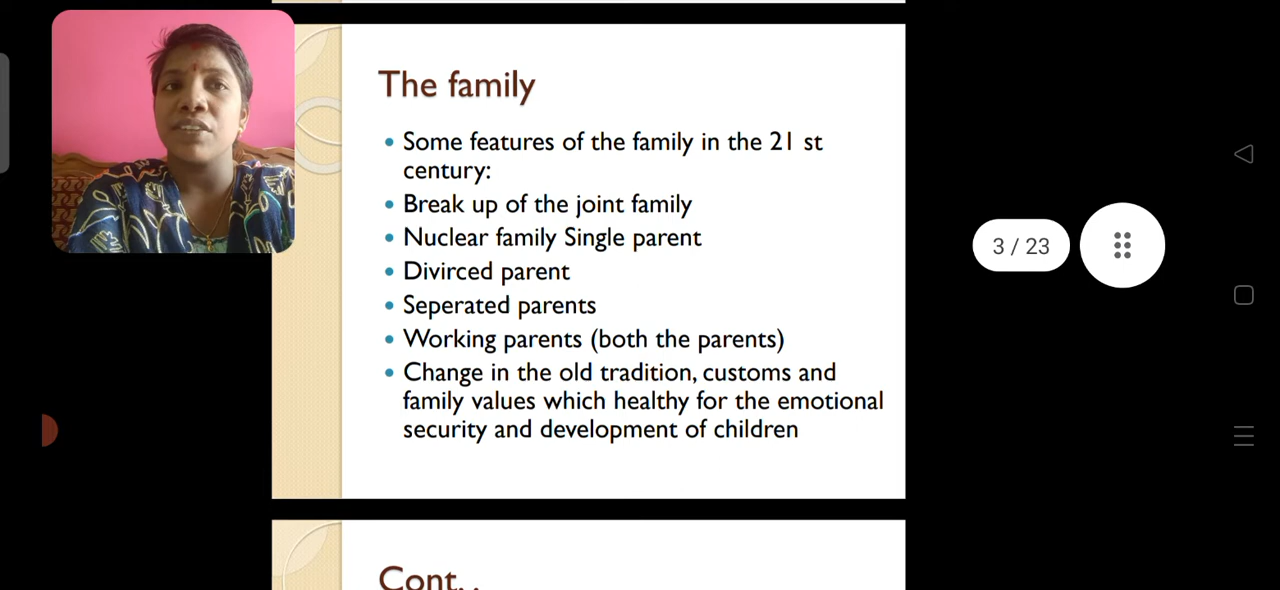 The family
Some features of the family in the 21 st
century:
Break up of the joint family
Nuclear family Single parent
Divirced parent
Seperated parents
Working parents (both the parents)
Change in the old tradition, customs and
family values which healthy for the emotional
security and development of children
3 / 23
Cont. .